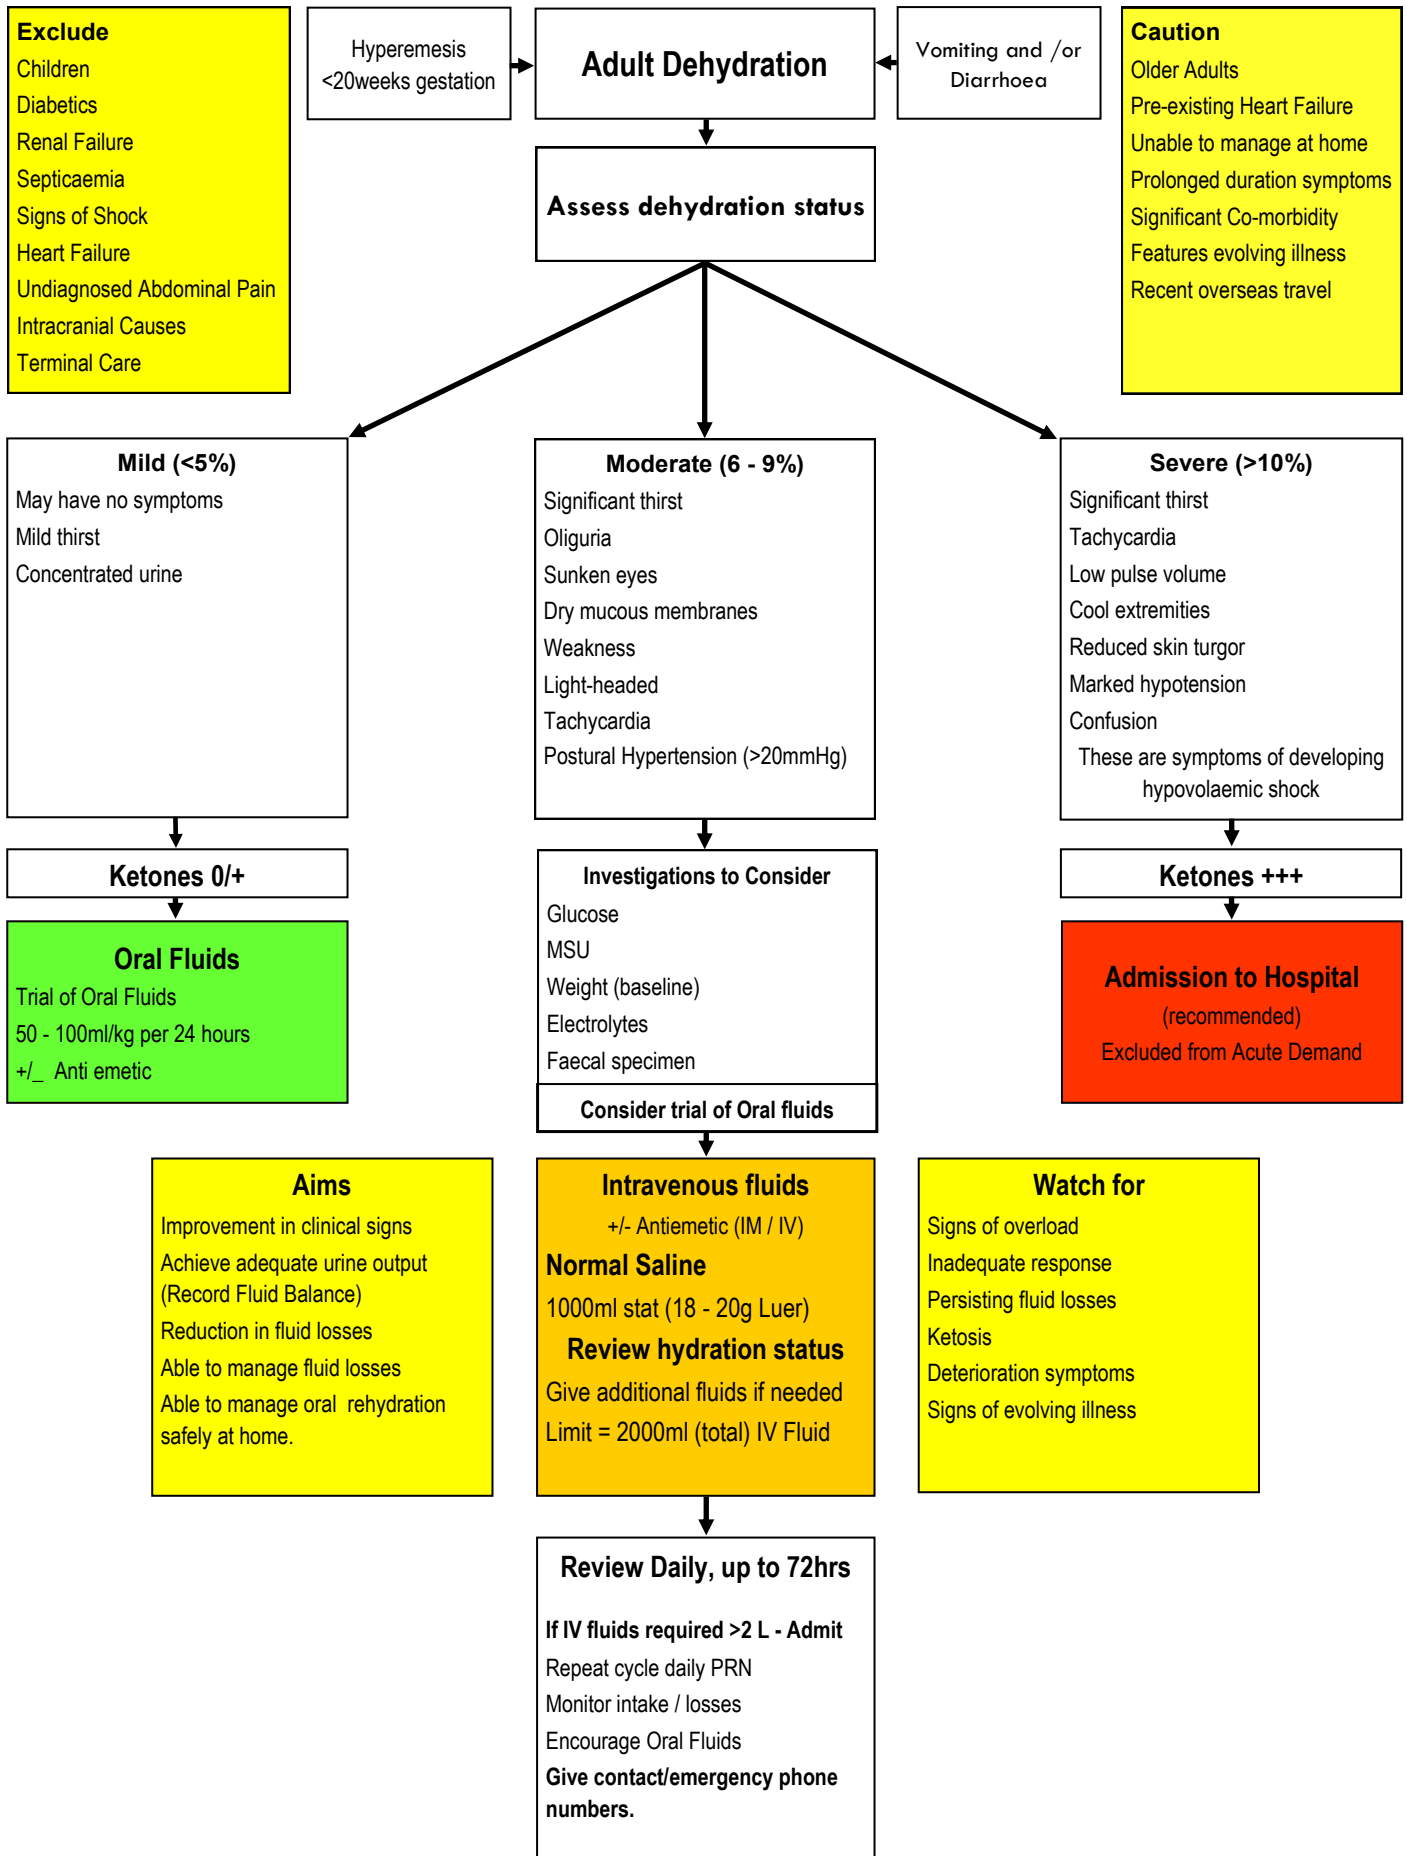 Exclude
Children
Diabetics
Renal Failure
Septicaemia
Signs of Shock
Heart Failure
Undiagnosed Abdominal Pain
Intracranial Causes
Terminal Care
Hyperemesis
<20weeks gestation
Adult Dehydration
Vomiting and /or
Diarrhoea
Caution
Older Adults
Pre-existing Heart Failure
Unable to manage at home
Prolonged duration symptoms
Significant Co-morbidity
Features evolving illness
Recent overseas travel
Assess dehydration status
Mild (<5%)
May have no symptoms
Mild thirst
Concentrated urine
Moderate (6 - 9%)
Significant thirst
Oliguria
Sunken eyes
Dry mucous membranes
Weakness
Light-headed
Tachycardia
Postural Hypertension (>20mmHg)
Severe (>10%)
Significant thirst
Tachycardia
Low pulse volume
Cool extremities
Reduced skin turgor
Marked hypotension
Confusion
These are symptoms of developing
hypovolaemic shock
Ketones 0/+
Oral Fluids
Trial of Oral Fluids
50 - 100ml/kg per 24 hours
+/_ Anti emetic
Investigations to Consider
Glucose
MSU
Weight (baseline)
Electrolytes
Faecal specimen
Consider trial of Oral fluids
Ketones +++
Admission to Hospital
(recommended)
Excluded from Acute Demand
Aims
Improvement in clinical signs
Achieve adequate urine output
(Record Fluid Balance)
Reduction in fluid losses
Able to manage fluid losses
Able to manage oral rehydration
safely at home.
Intravenous fluids
+/- Antiemetic (IM / IV)
Normal Saline
1000ml stat (18 - 20g Luer)
Review hydration status
Give additional fluids if needed
Limit = 2000ml (total) IV Fluid
Watch for
Signs of overload
Inadequate response
Persisting fluid losses
Ketosis
Deterioration symptoms
Signs of evolving illness
Review Daily, up to 72hrs
If IV fluids required >2 L - Admit
Repeat cycle daily PRN
Monitor intake / losses
Encourage Oral Fluids
Give contact/emergency phone
numbers.